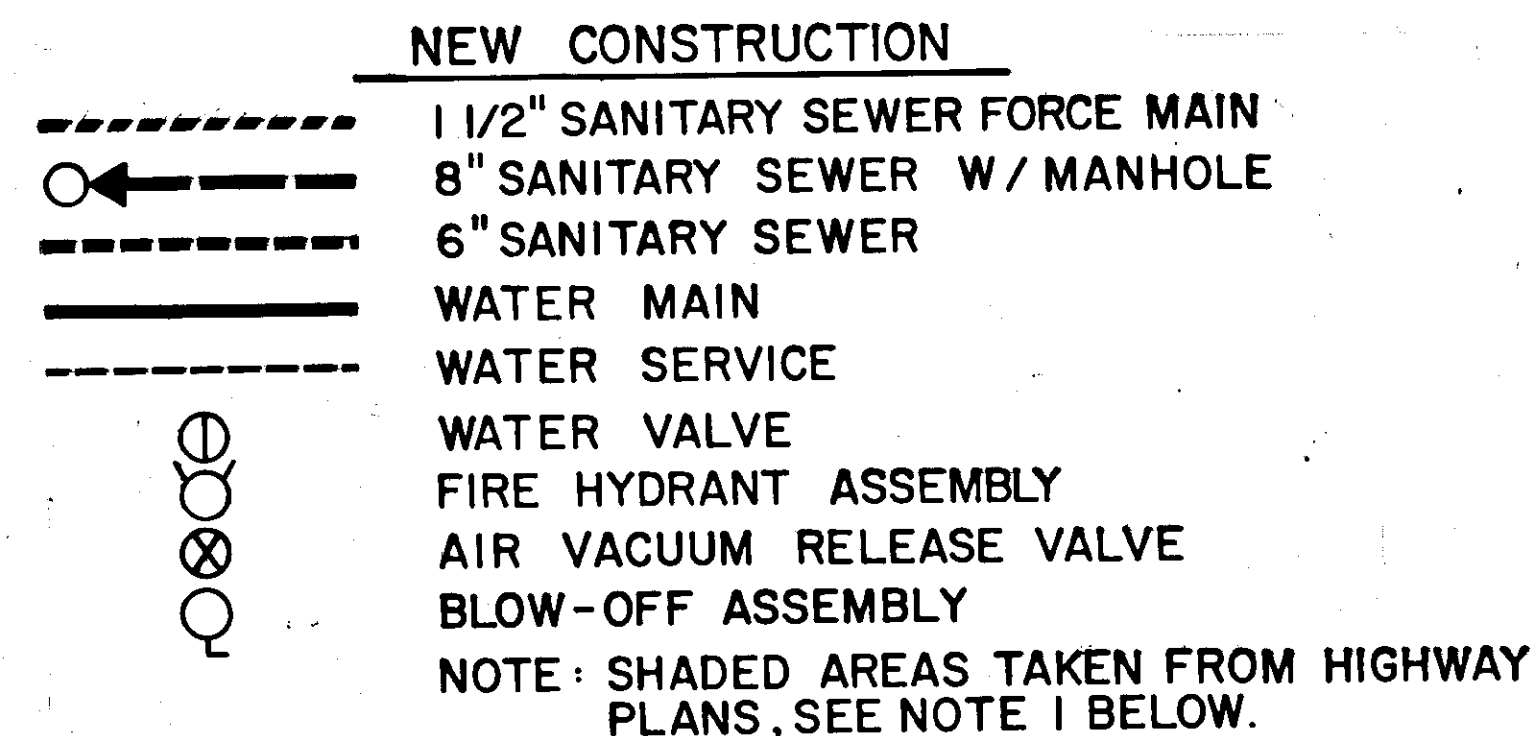 NEW CONSTRUCTION
1 1/2" SANITARY SEWER FORCE MAIN
8" SANITARY SEWER W/ MANHOLE
6" SANITARY SEWER
WATER MAIN
WATER SERVICE
WATER VALVE
FIRE HYDRANT ASSEMBLY
AIR VACUUM RELEASE VALVE
BLOW-OFF ASSEMBLY
NOTE: SHADED AREAS TAKEN FROM HIGHWAY
PLANS, SEE NOTE 1 BELOW.